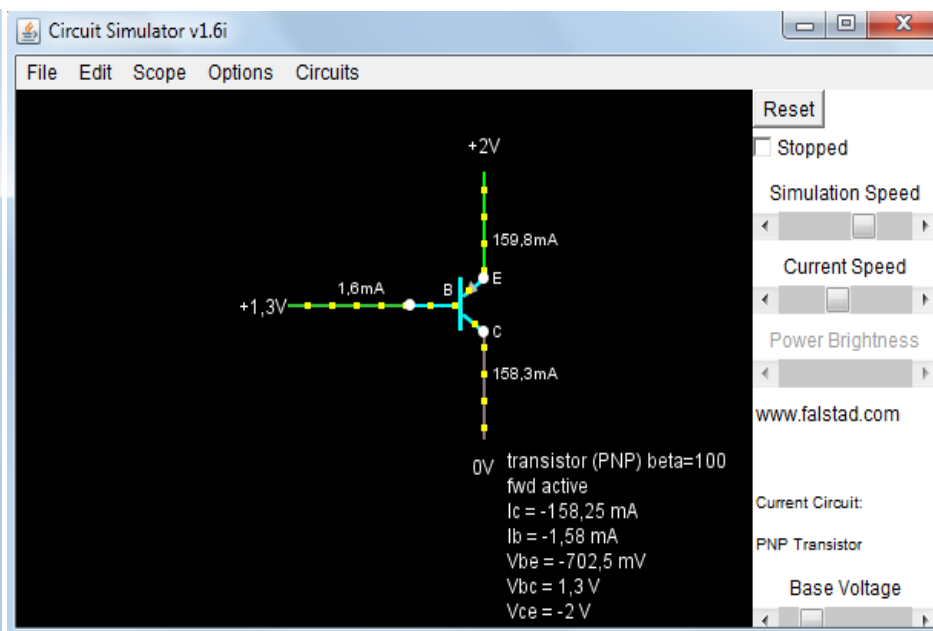 Circuit Simulator v1.6i
File Edit Scope Options Circuits
Reset
Stopped
Simulation Speed
Current Speed
Power Brightness
www.falstad.com
Current Circuit:
PNP Transistor
Base Voltage
+2V
159,8mA
E
1,6mA
B
+1,3V
C
158,3mA
0V
transistor (PNP) beta=100
fwd active
Ic = -158,25 mA
Ib = -1,58 mA
Vbe = -702,5 mV
Vbc = 1,3 V
Vce = -2 V